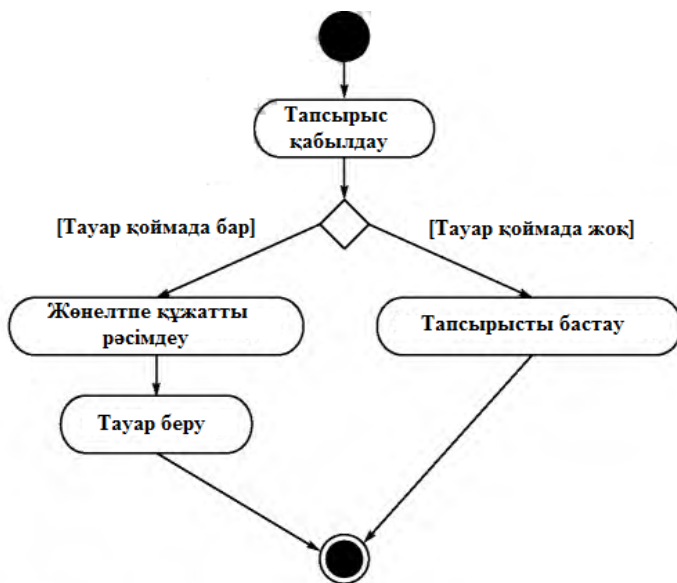 Тапсырыс
қабылдау
[Тауар қоймада бар]
[Тауар қоймада жоқ]
Жөнелтпе құжатты
рәсімдеу
Тапсырысты бастау
Тауар беру